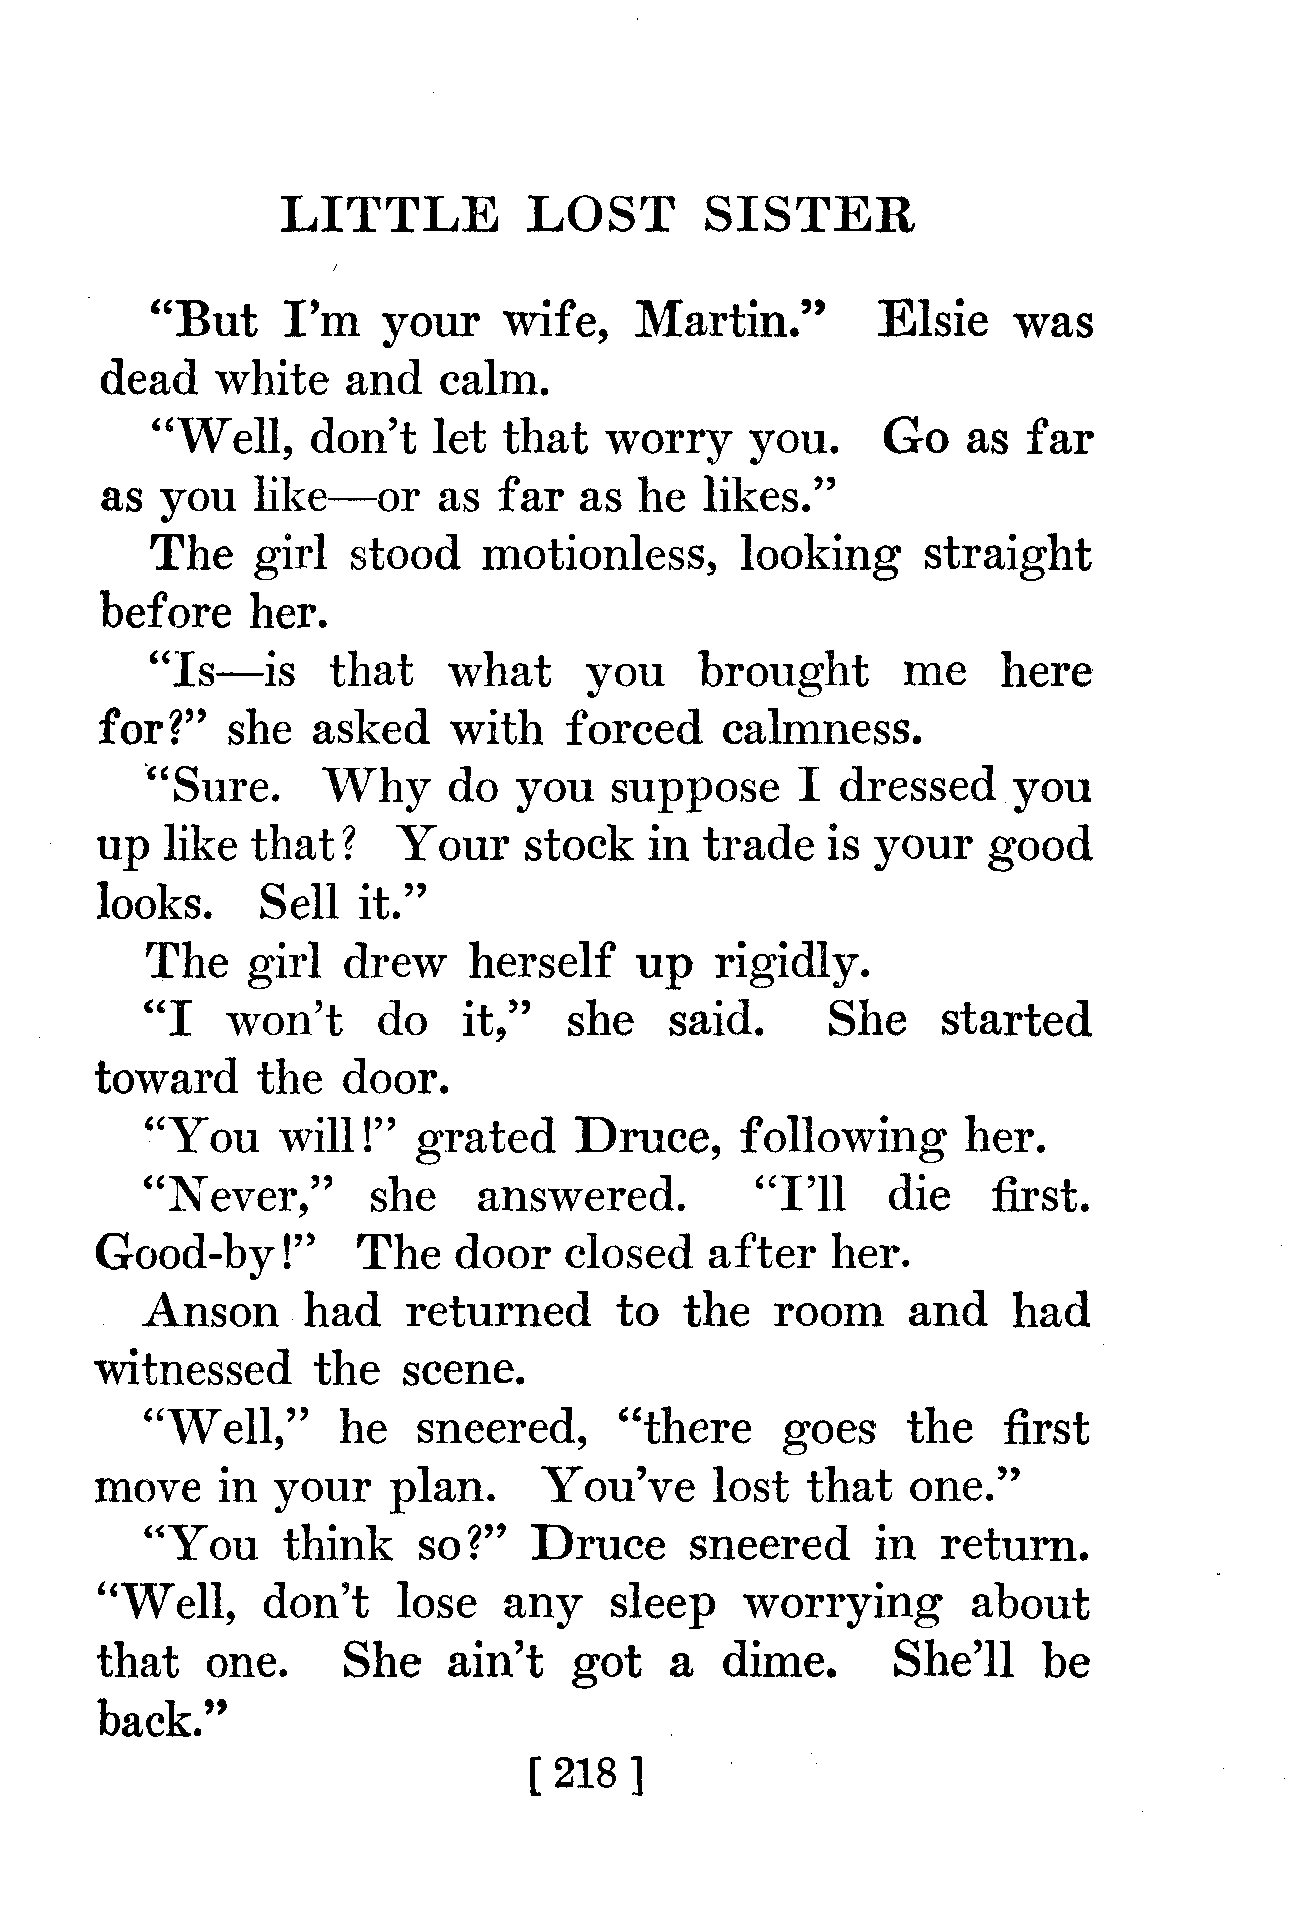 LITTLE LOST SISTER
“But I’m your wife, Martin.” Elsie was
dead white and calm.
“Well, don’t let that worry you. Go as far
as you like—or as far as he likes.”
The girl stood motionless, looking straight
before her.
“Is—is that what you brought me here
for?” she asked with forced calmness.
“Sure. Why do you suppose I dressed you
up like that? Your stock in trade is your good
looks. Sell it.”
The girl drew herself up rigidly.
“I won’t do it,” she said. She started
toward the door.
“You will!” grated Druce, following her.
“Never,” she answered. “I’ll die first.
Good-by!” The door closed after her.
Anson had returned to the room and had
witnessed the scene.
“Well,” he sneered, “there goes the first
move in your plan. You’ve lost that one.”
“You think so?” Druce sneered in return.
“Well, don’t lose any sleep worrying about
that one. She ain’t got a dime. She’ll be
back.”
[ 218 ]